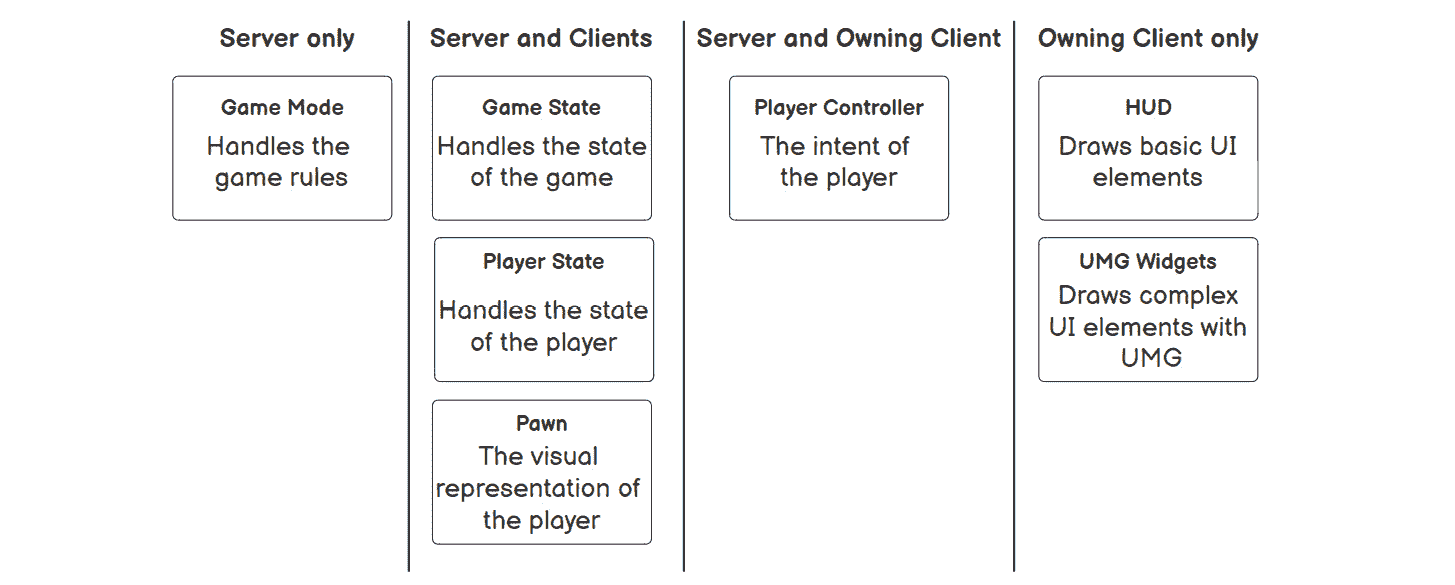 Server only
Game Mode
Handles the
game rules
Server and Clients
Game State
Handles the state
of the game
Player State
Handles the state
of the player
Pawn
The visual
representation of
the player
Server and Owning Client
Player Controller
The intent of
the player
Owning Client only
HUD
Draws basic UI
elements
UMG Widgets
Draws complex
UI elements with
UMG